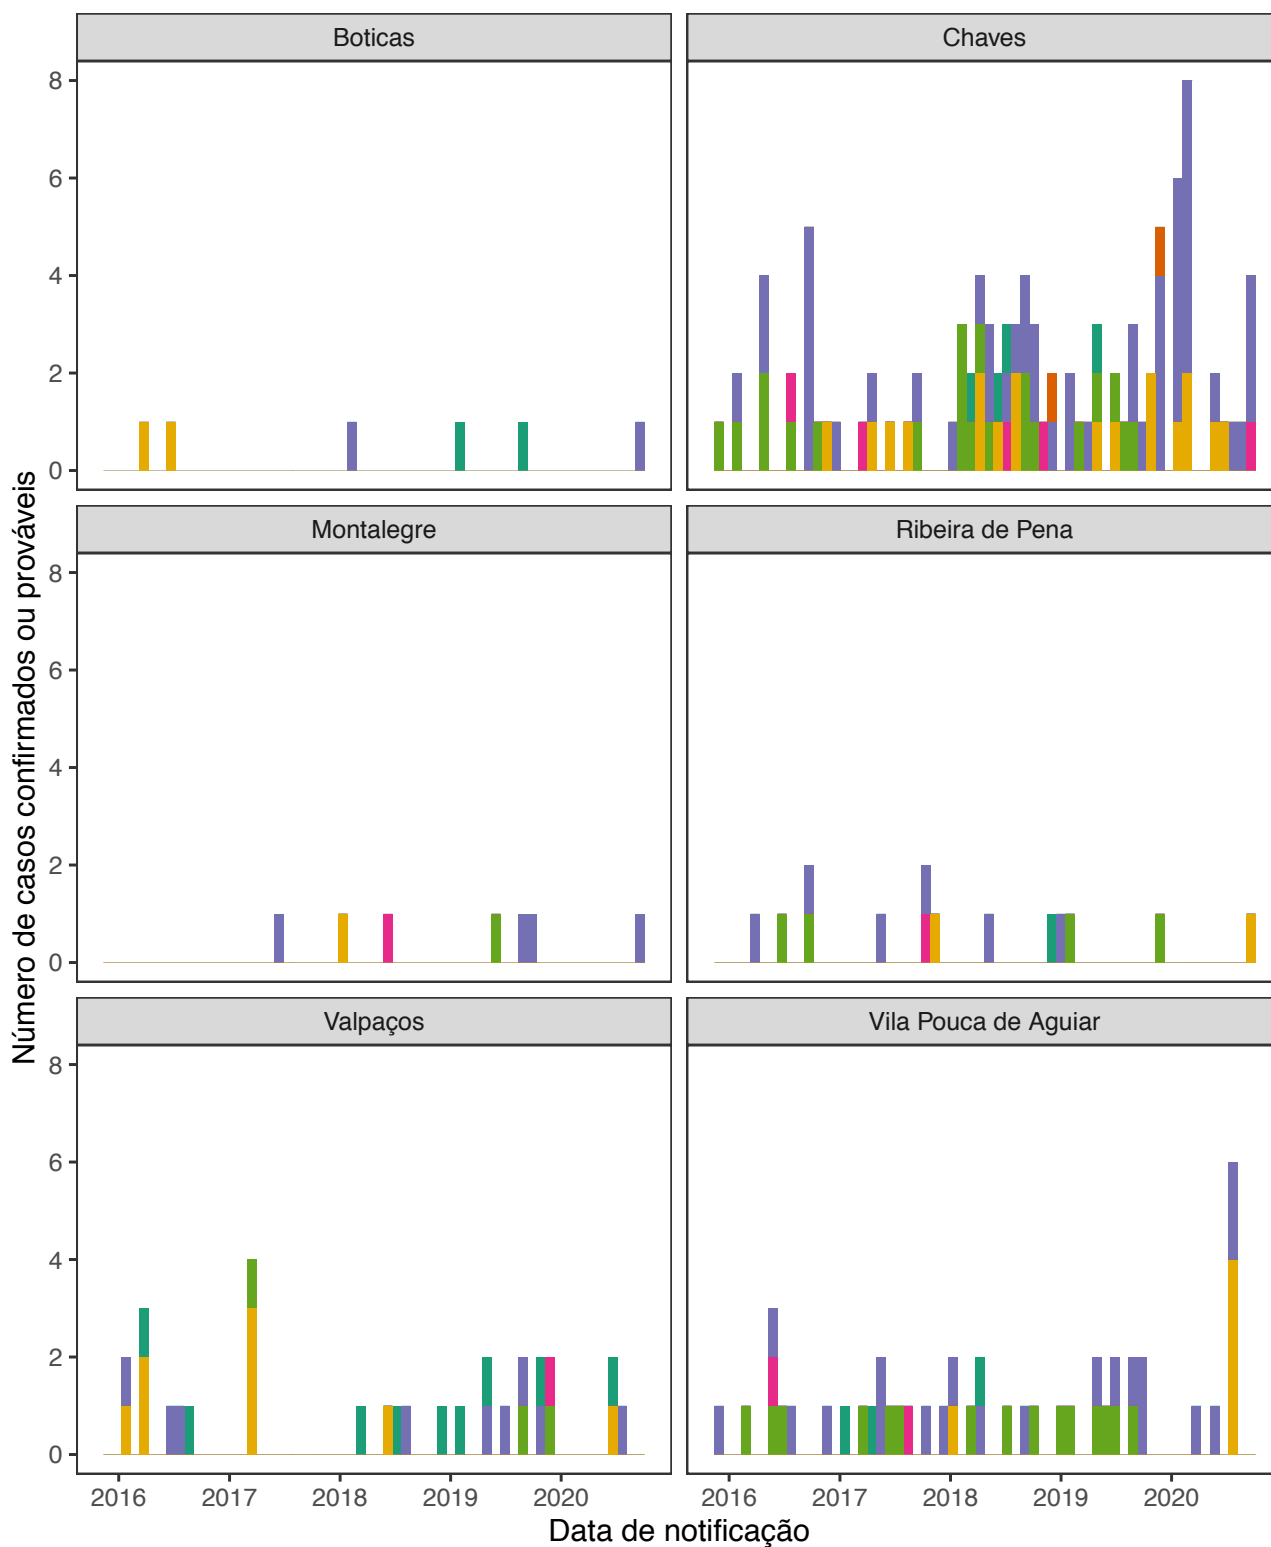 Boticas
Chaves
8
6
4
2
0
Montalegre
Ribeira de Pena
8
6
4
2
0
Valpaços
Vila Pouca de Aguiar
8
6
4
2
0
2016 2017 2018 2019 2020
2016 2017 2018 2019 2020
Data de notificação
Número de casos confirmados ou prováveis